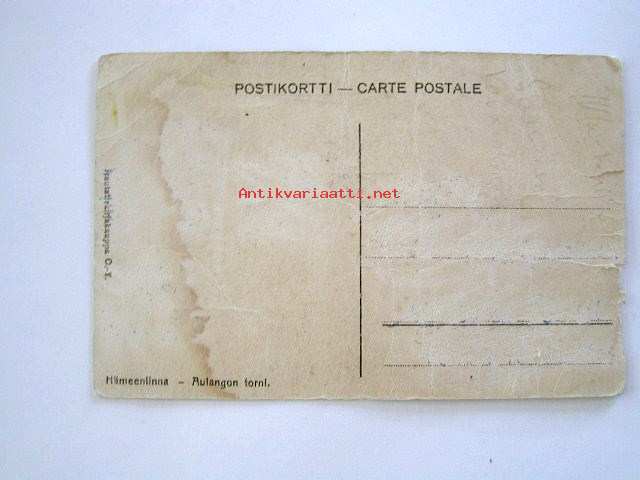 POSTIKORTTI — CARTE POSTALE
Antikvariaatti.net
Hämeenlinna – Aulangon torni.